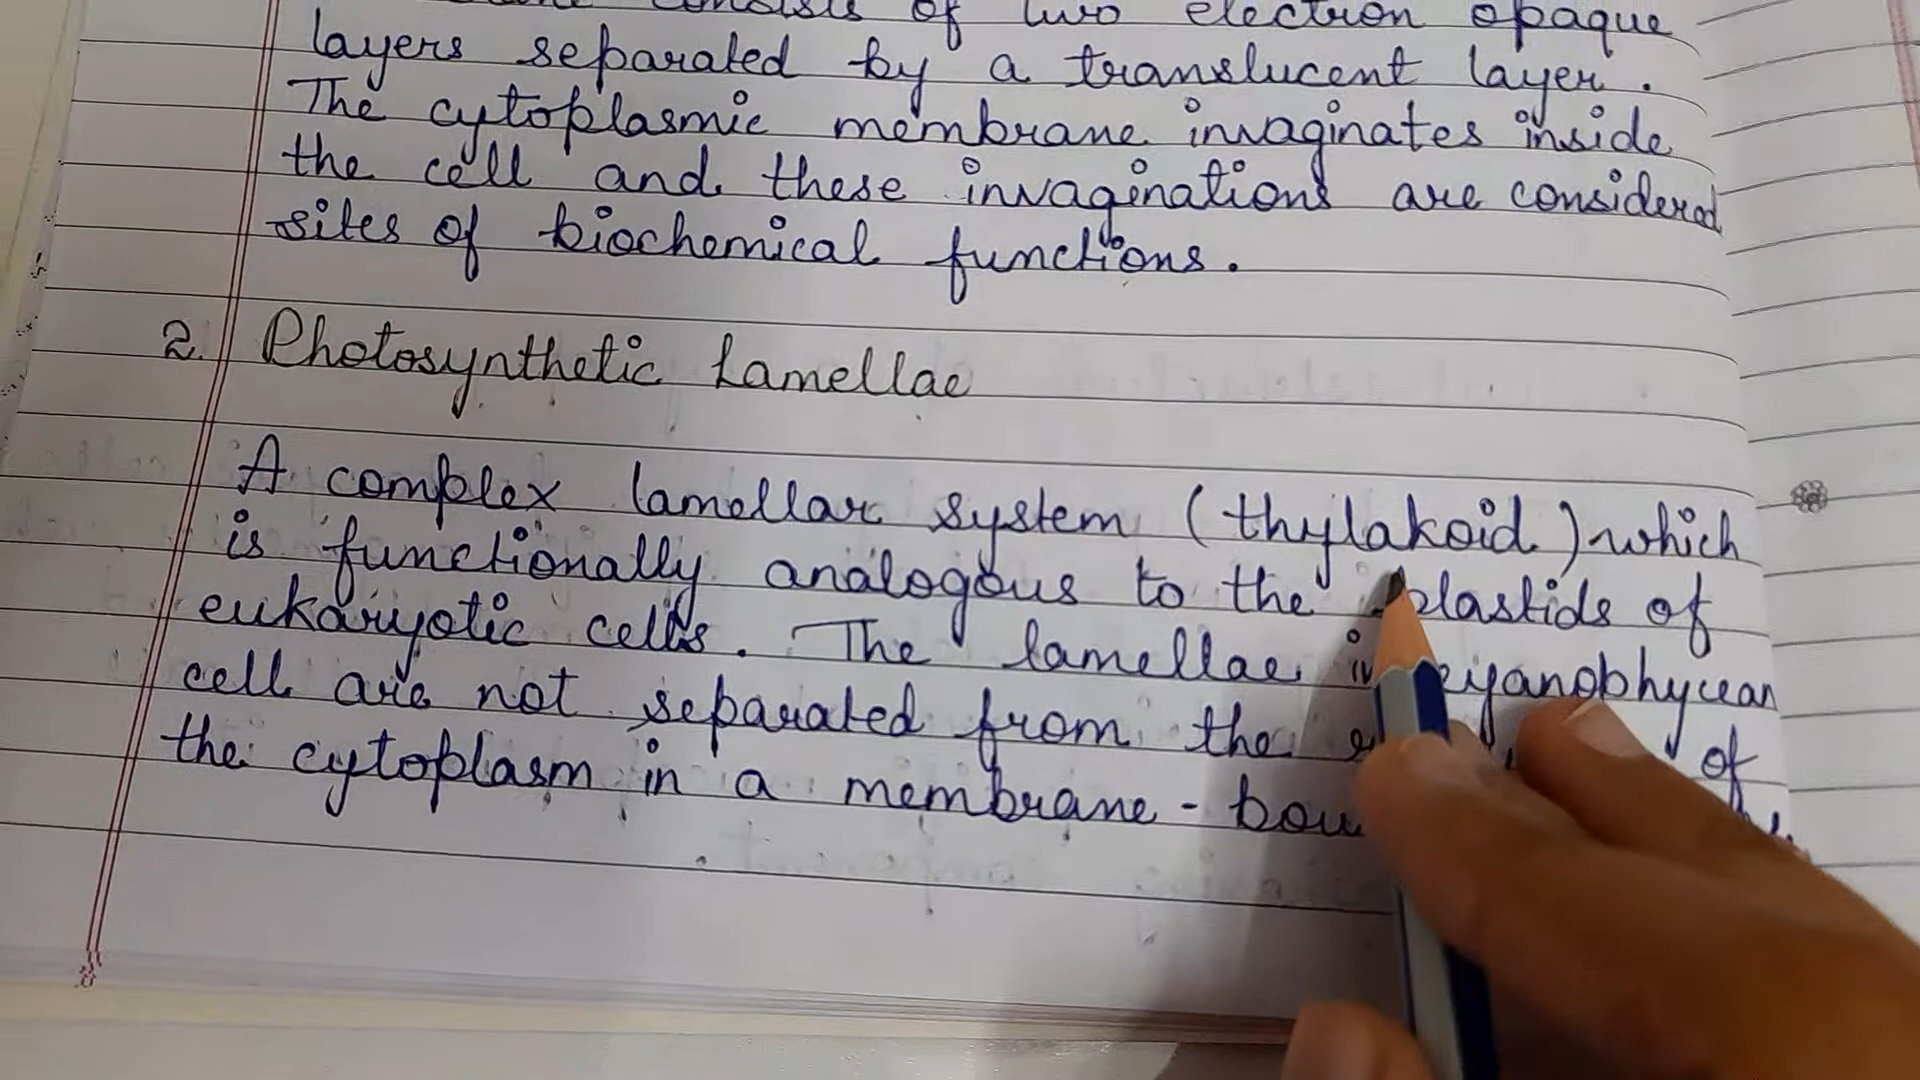 consists of two electron opaque
layers separated by a translucent layer.
The cytoplasmic membrane invaginates inside
the cell and these invaginations are considered
sites of biochemical functions.
2. Photosynthetic Lamellae
A complex lamellar system (thylakoid) which
is functionally analogous to the plastids of
eukaryotic cells. The lamellae in cyanophycean
cell are not separated from the of
the cytoplasm in a membrane-